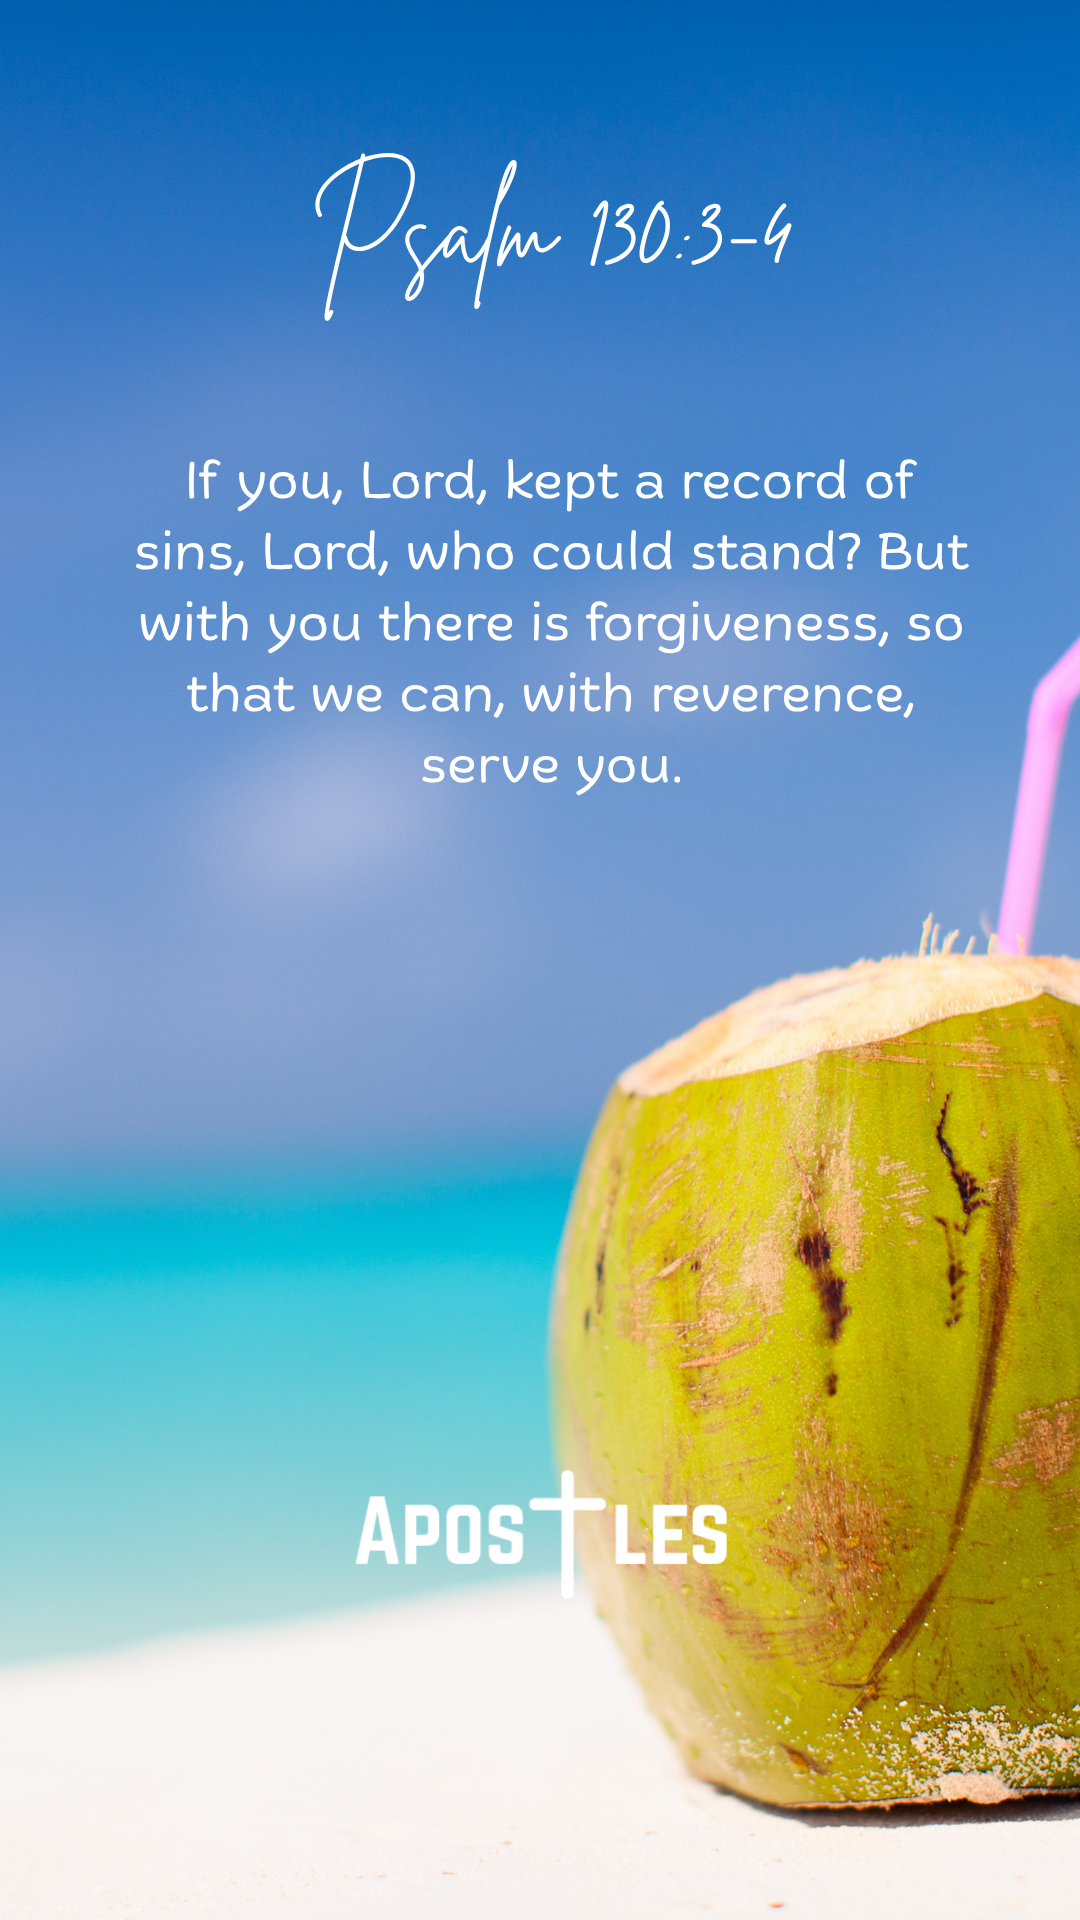 Psalm 130:3-4
If you, Lord, kept a record of
sins, Lord, who could stand? But
with you there is forgiveness, so
that we can, with reverence,
serve you.
APOSTLES